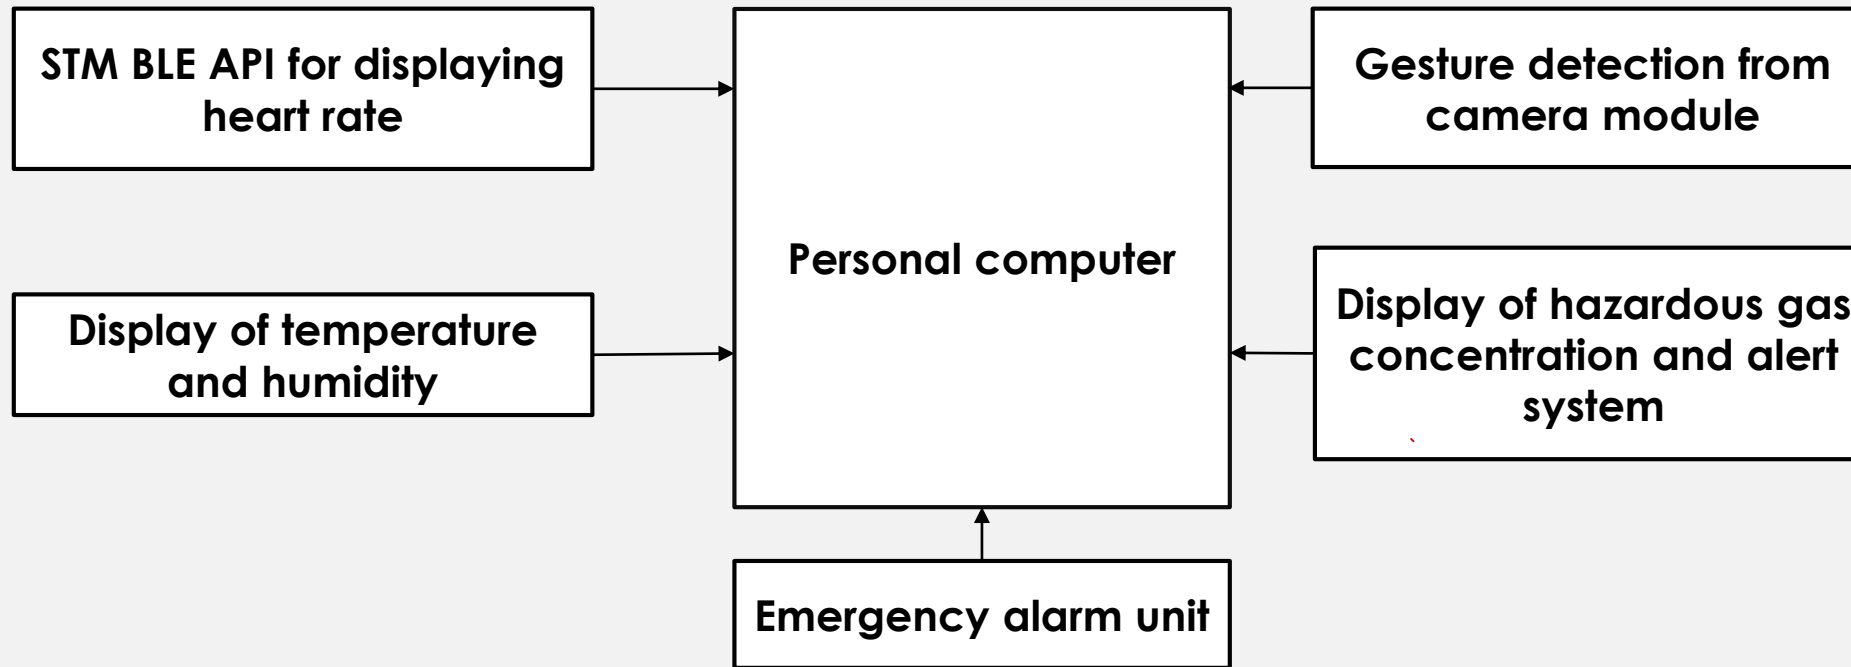 STM BLE API for displaying
heart rate
Gesture detection from
camera module
Personal computer
Display of temperature
and humidity
Display of hazardous gas
concentration and alert
system
Emergency alarm unit